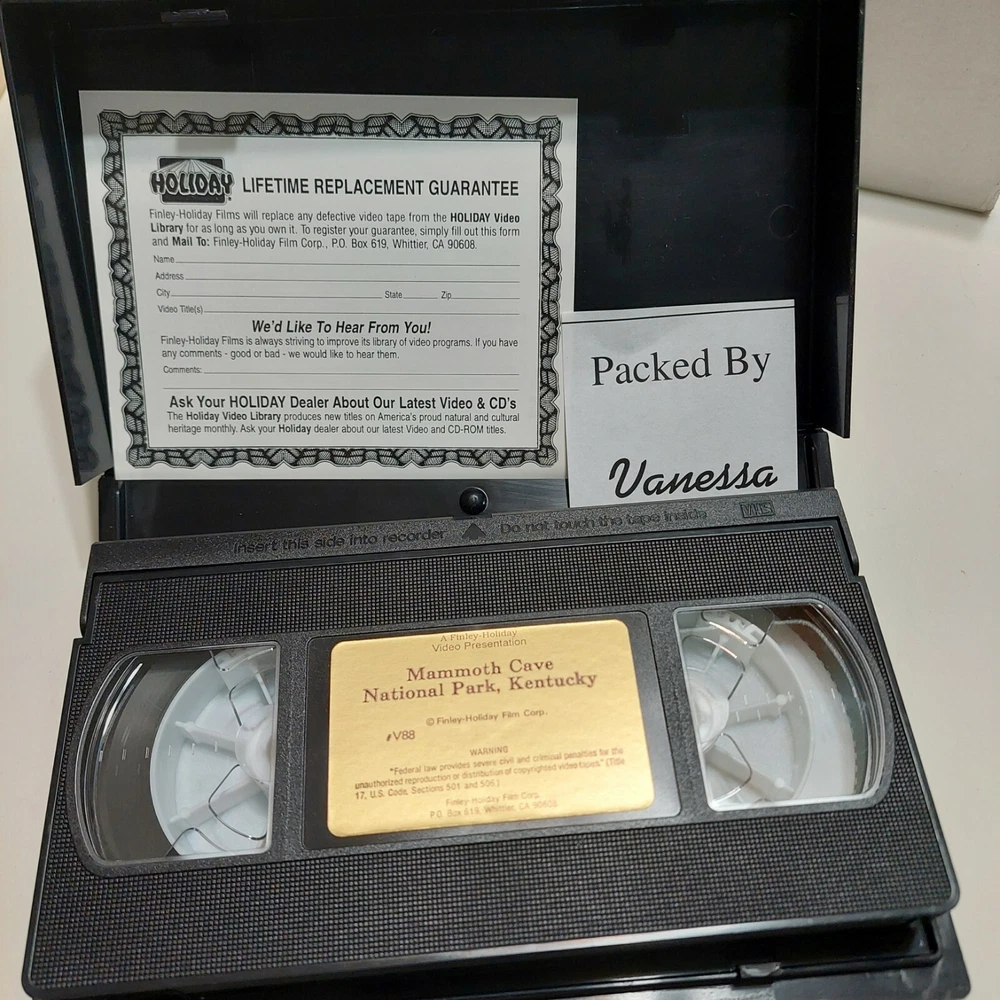 HOLIDAY LIFETIME REPLACEMENT GUARANTEE
Finley-Holiday Films will replace any defective video tape from the HOLIDAY Video
Library for as long as you own it. To register your guarantee, simply fill out this form
and Mail To: Finley-Holiday Film Corp., P.O. Box 619, Whittier, CA 90608.
Name
Address
City State Zip
Video Title(s)
We'd Like To Hear From You!
Finley-Holiday Films is always striving to improve its library of video programs. If you have
any comments - good or bad - we would like to hear them.
Comments:
Ask Your HOLIDAY Dealer About Our Latest Video & CD's
The Holiday Video Library produces new titles on America's proud natural and cultural
heritage monthly. Ask your Holiday dealer about our latest Video and CD-ROM titles.
Packed By
Vanessa
Insert this side into recorder Do not touch the tape inside VHS
A Finley-Holiday
Video Presentation
Mammoth Cave
National Park, Kentucky
© Finley-Holiday Film Corp.
#V88
WARNING
"Federal law provides severe civil and criminal penalties for the
unauthorized reproduction or distribution of copyrighted videotapes." (Title
17, U.S. Code, Sections 501 and 506.)
Finley-Holiday Film Corp.
P.O. Box 619, Whittier, CA 90608